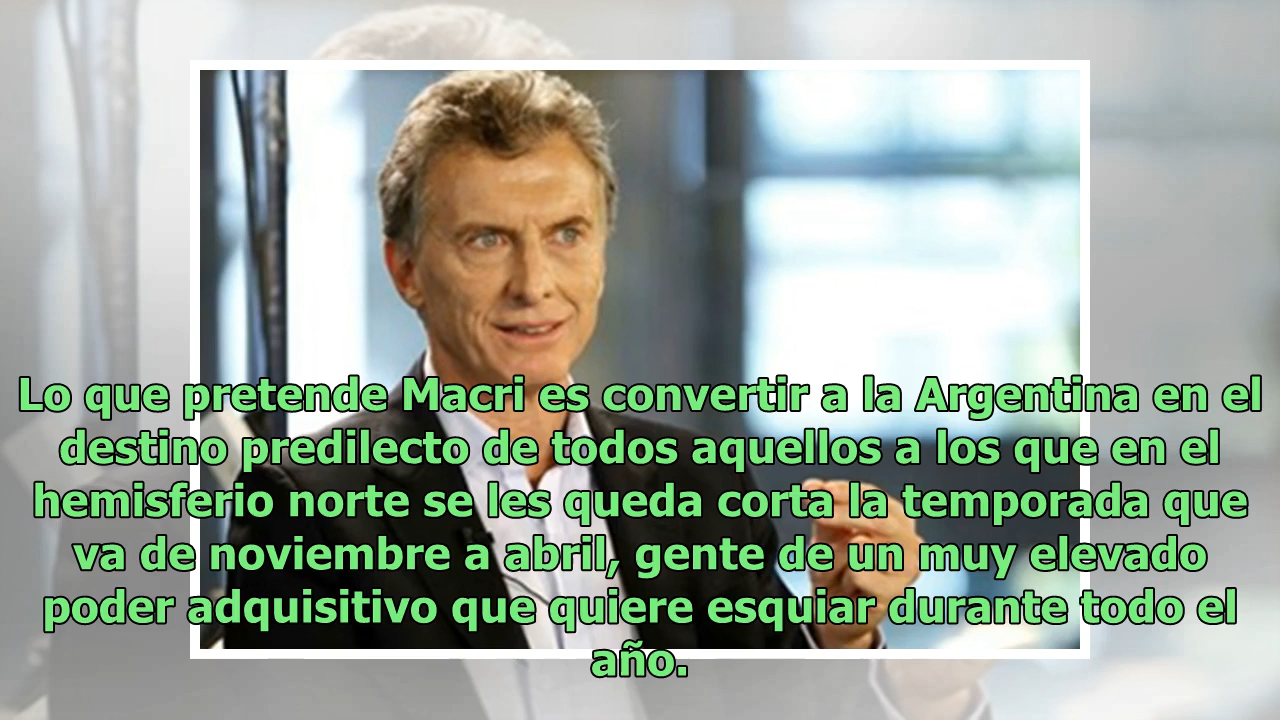 Lo que pretende Macri es convertir a la Argentina en el
destino predilecto de todos aquellos a los que en el
hemisferio norte se les queda corta la temporada que
va de noviembre a abril, gente de un muy elevado
poder adquisitivo que quiere esquiar durante todo el
año.